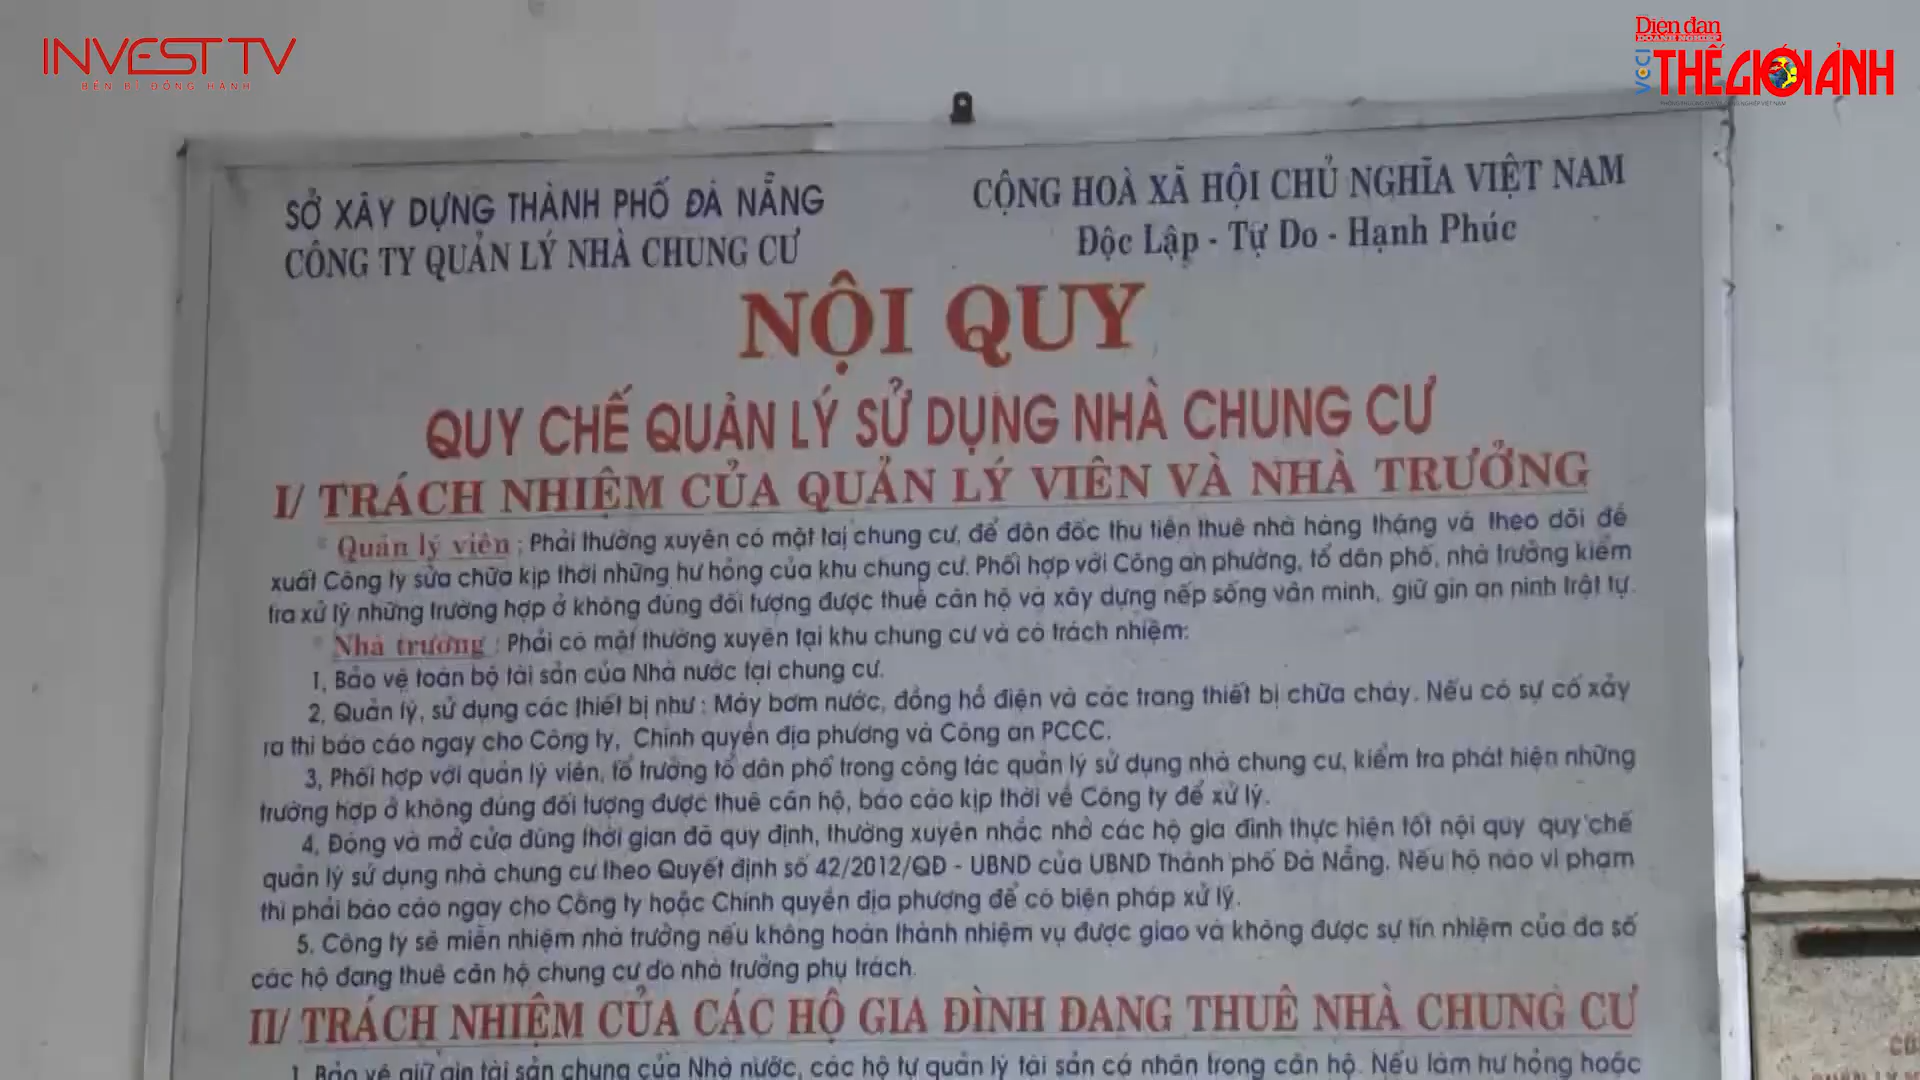 INVEST TV
BỀN BỈ ĐỒNG HÀNH
Diễn đàn
DOANH NGHIỆP
VCCI
THẾ GIỚI ẢNH
SỞ XÂY DỰNG THÀNH PHỐ ĐÀ NẴNG
CÔNG TY QUẢN LÝ NHÀ CHUNG CƯ
CỘNG HOÀ XÃ HỘI CHỦ NGHĨA VIỆT NAM
Độc Lập - Tự Do - Hạnh Phúc
NỘI QUY
QUY CHẾ QUẢN LÝ SỬ DỤNG NHÀ CHUNG CƯ
I/ TRÁCH NHIỆM CỦA QUẢN LÝ VIÊN VÀ NHÀ TRƯỞNG
* Quản lý viên : Phải thường xuyên có mặt tại chung cư, để đôn đốc thu tiền thuê nhà hàng tháng và theo dõi đề
xuất Công ty sửa chữa kịp thời những hư hỏng của khu chung cư. Phối hợp với Công an phường, tổ dân phố, nhà trưởng kiểm
tra xử lý những trường hợp ở không đúng đối tượng được thuê căn hộ và xây dựng nếp sống văn minh, giữ gìn an ninh trật tự.
* Nhà trưởng : Phải có mặt thường xuyên tại khu chung cư và có trách nhiệm:
1, Bảo vệ toàn bộ tài sản của Nhà nước tại chung cư.
2, Quản lý, sử dụng các thiết bị như : Máy bơm nước, đồng hồ điện và các trang thiết bị chữa cháy. Nếu có sự cố xảy
ra thì báo cáo ngay cho Công ty, Chính quyền địa phương và Công an PCCC.
3, Phối hợp với quản lý viên, tổ trưởng tổ dân phố trong công tác quản lý sử dụng nhà chung cư, kiểm tra phát hiện những
trường hợp ở không đúng đối tượng được thuê căn hộ, báo cáo kịp thời về Công ty để xử lý.
4, Đóng và mở cửa đúng thời gian đã quy định, thường xuyên nhắc nhở các hộ gia đình thực hiện tốt nội quy quy chế
quản lý sử dụng nhà chung cư theo Quyết định số 42/2012/QĐ - UBND của UBND Thành phố Đà Nẵng. Nếu hộ nào vi phạm
thì phải báo cáo ngay cho Công ty hoặc Chính quyền địa phương để có biện pháp xử lý.
5. Công ty sẽ miễn nhiệm nhà trưởng nếu không hoàn thành nhiệm vụ được giao và không được sự tín nhiệm của đa số
các hộ đang thuê căn hộ chung cư do nhà trưởng phụ trách.
II/ TRÁCH NHIỆM CỦA CÁC HỘ GIA ĐÌNH ĐANG THUÊ NHÀ CHUNG CƯ
1. Bảo vệ giữ gìn tài sản chung của Nhà nước, các hộ tự quản lý tài sản cá nhân trong căn hộ. Nếu làm hư hỏng hoặc